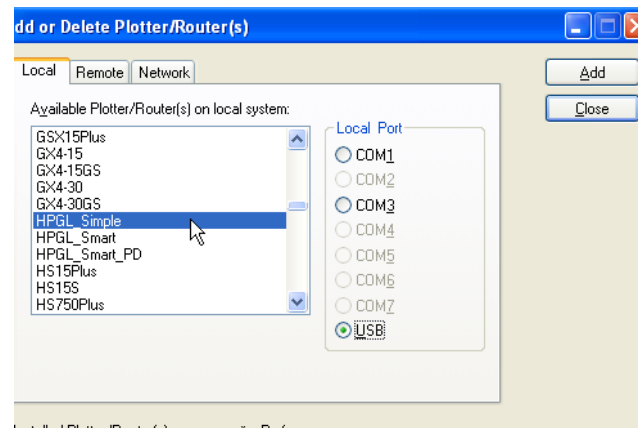 dd or Delete Plotter/Router(s)
Local Remote Network
Add
Close
Available Plotter/Router(s) on local system:
GSX15Plus
GX4-15
GX4-15GS
GX4-30
GX4-30GS
HPGL_Simple
HPGL_Smart
HPGL_Smart_PD
HS15Plus
HS15S
HS750Plus
Local Port
COM1
COM2
COM3
COM4
COM5
COM6
COM7
USB